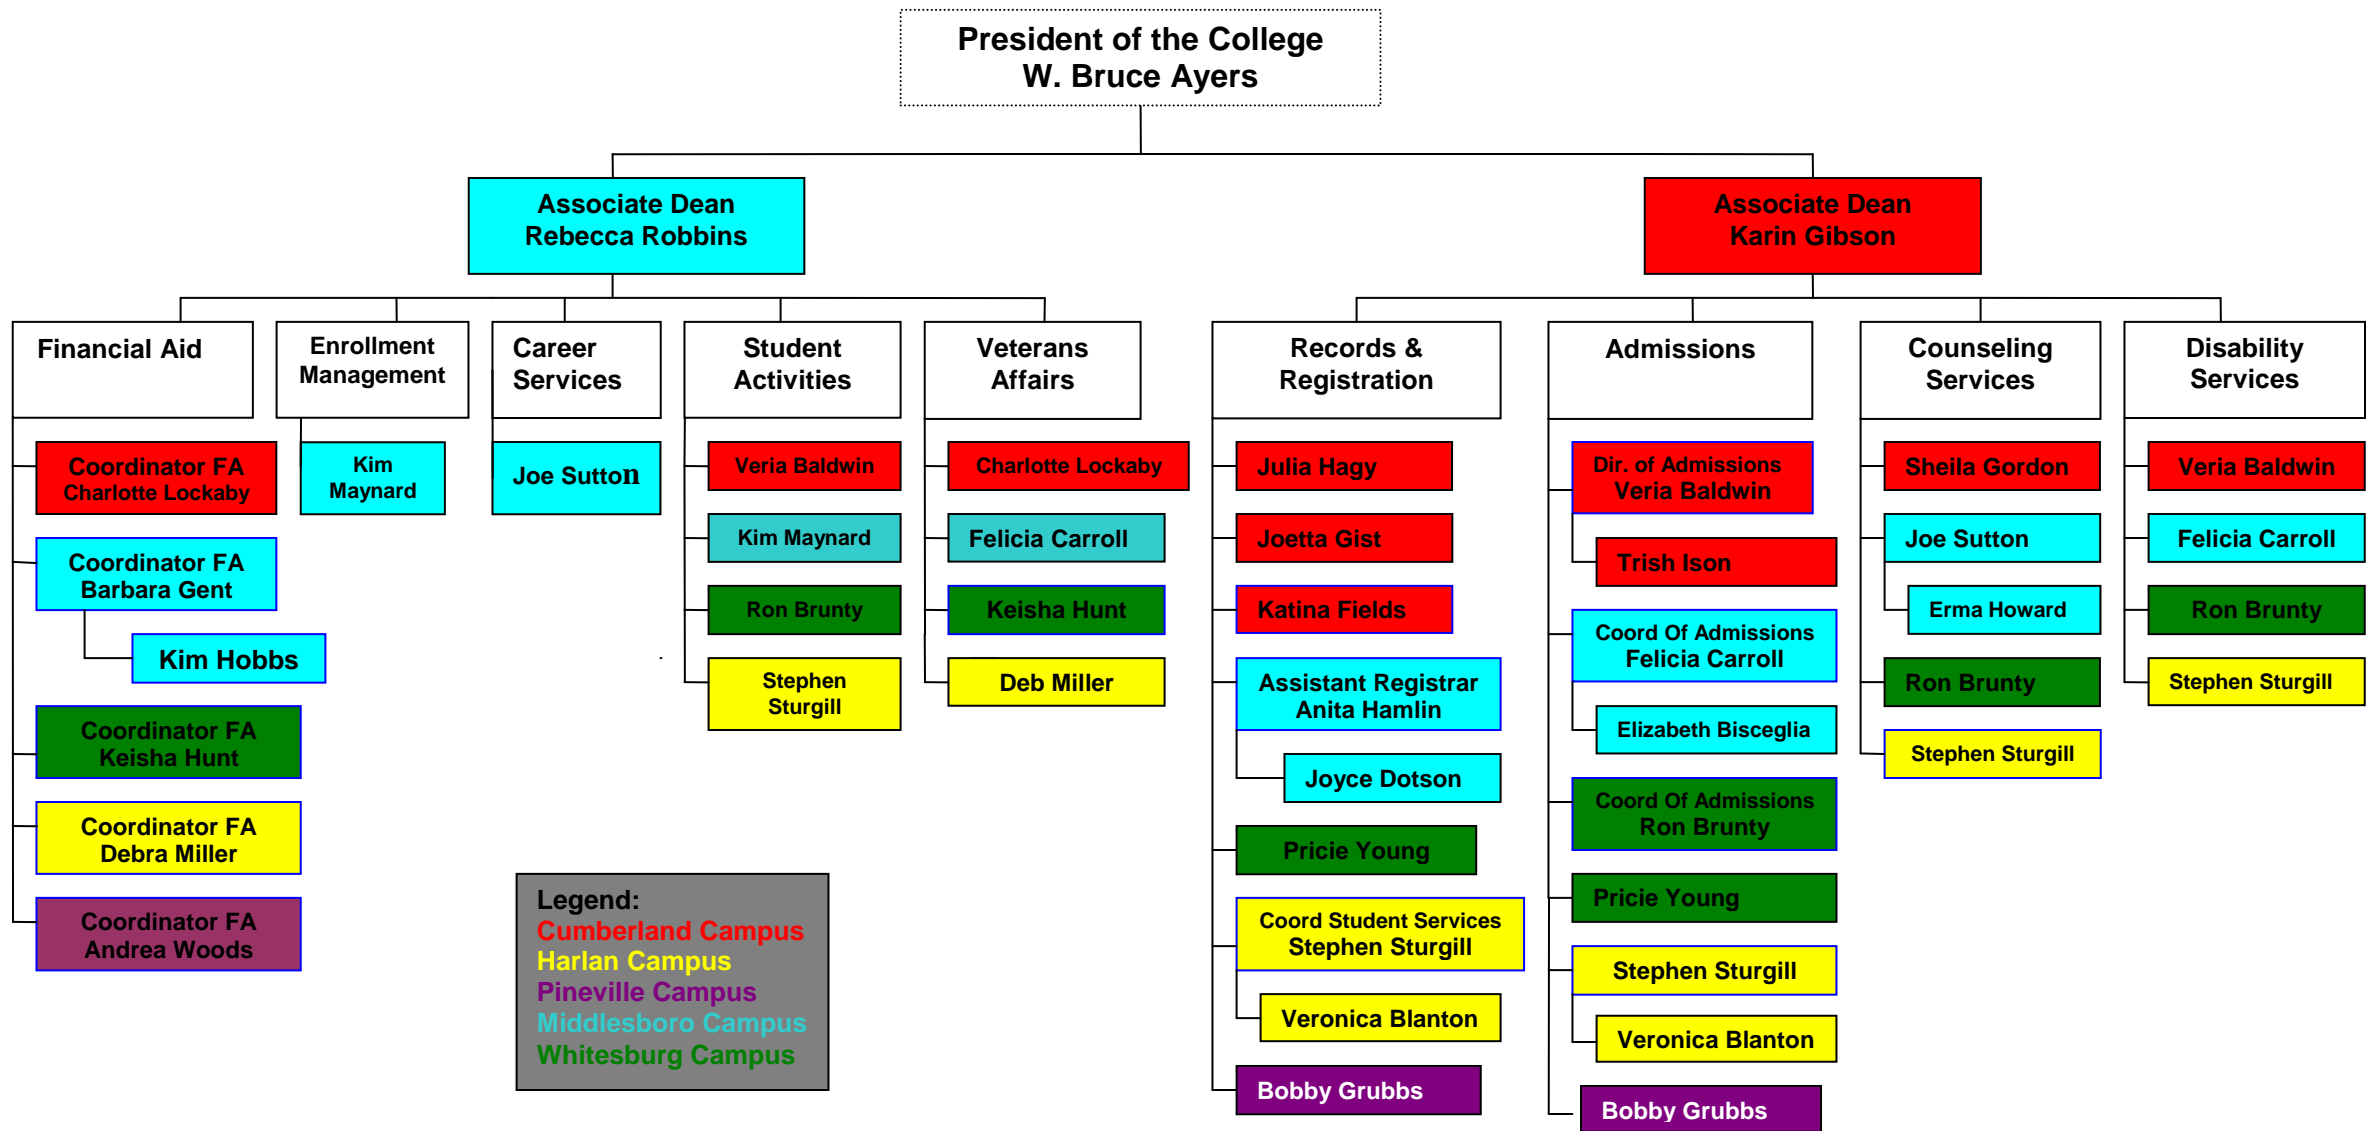 President of the College
W. Bruce Ayers
Associate Dean
Rebecca Robbins
Associate Dean
Karin Gibson
Financial Aid
Enrollment
Management
Career
Services
Student
Activities
Veterans
Affairs
Records &
Registration
Admissions
Counseling
Services
Disability
Services
Coordinator FA
Charlotte Lockaby
Coordinator FA
Barbara Gent
Kim Hobbs
Coordinator FA
Keisha Hunt
Coordinator FA
Debra Miller
Coordinator FA
Andrea Woods
Kim
Maynard
Joe Sutton
Veria Baldwin
Kim Maynard
Ron Brunty
Stephen
Sturgill
Charlotte Lockaby
Felicia Carroll
Keisha Hunt
Deb Miller
Julia Hagy
Joetta Gist
Katina Fields
Assistant Registrar
Anita Hamlin
Joyce Dotson
Pricie Young
Coord Student Services
Stephen Sturgill
Veronica Blanton
Bobby Grubbs
Dir. of Admissions
Veria Baldwin
Trish Ison
Coord Of Admissions
Felicia Carroll
Elizabeth Bisceglia
Coord Of Admissions
Ron Brunty
Pricie Young
Stephen Sturgill
Veronica Blanton
Bobby Grubbs
Sheila Gordon
Joe Sutton
Erma Howard
Ron Brunty
Stephen Sturgill
Veria Baldwin
Felicia Carroll
Ron Brunty
Stephen Sturgill
Legend:
Cumberland Campus
Harlan Campus
Pineville Campus
Middlesboro Campus
Whitesburg Campus